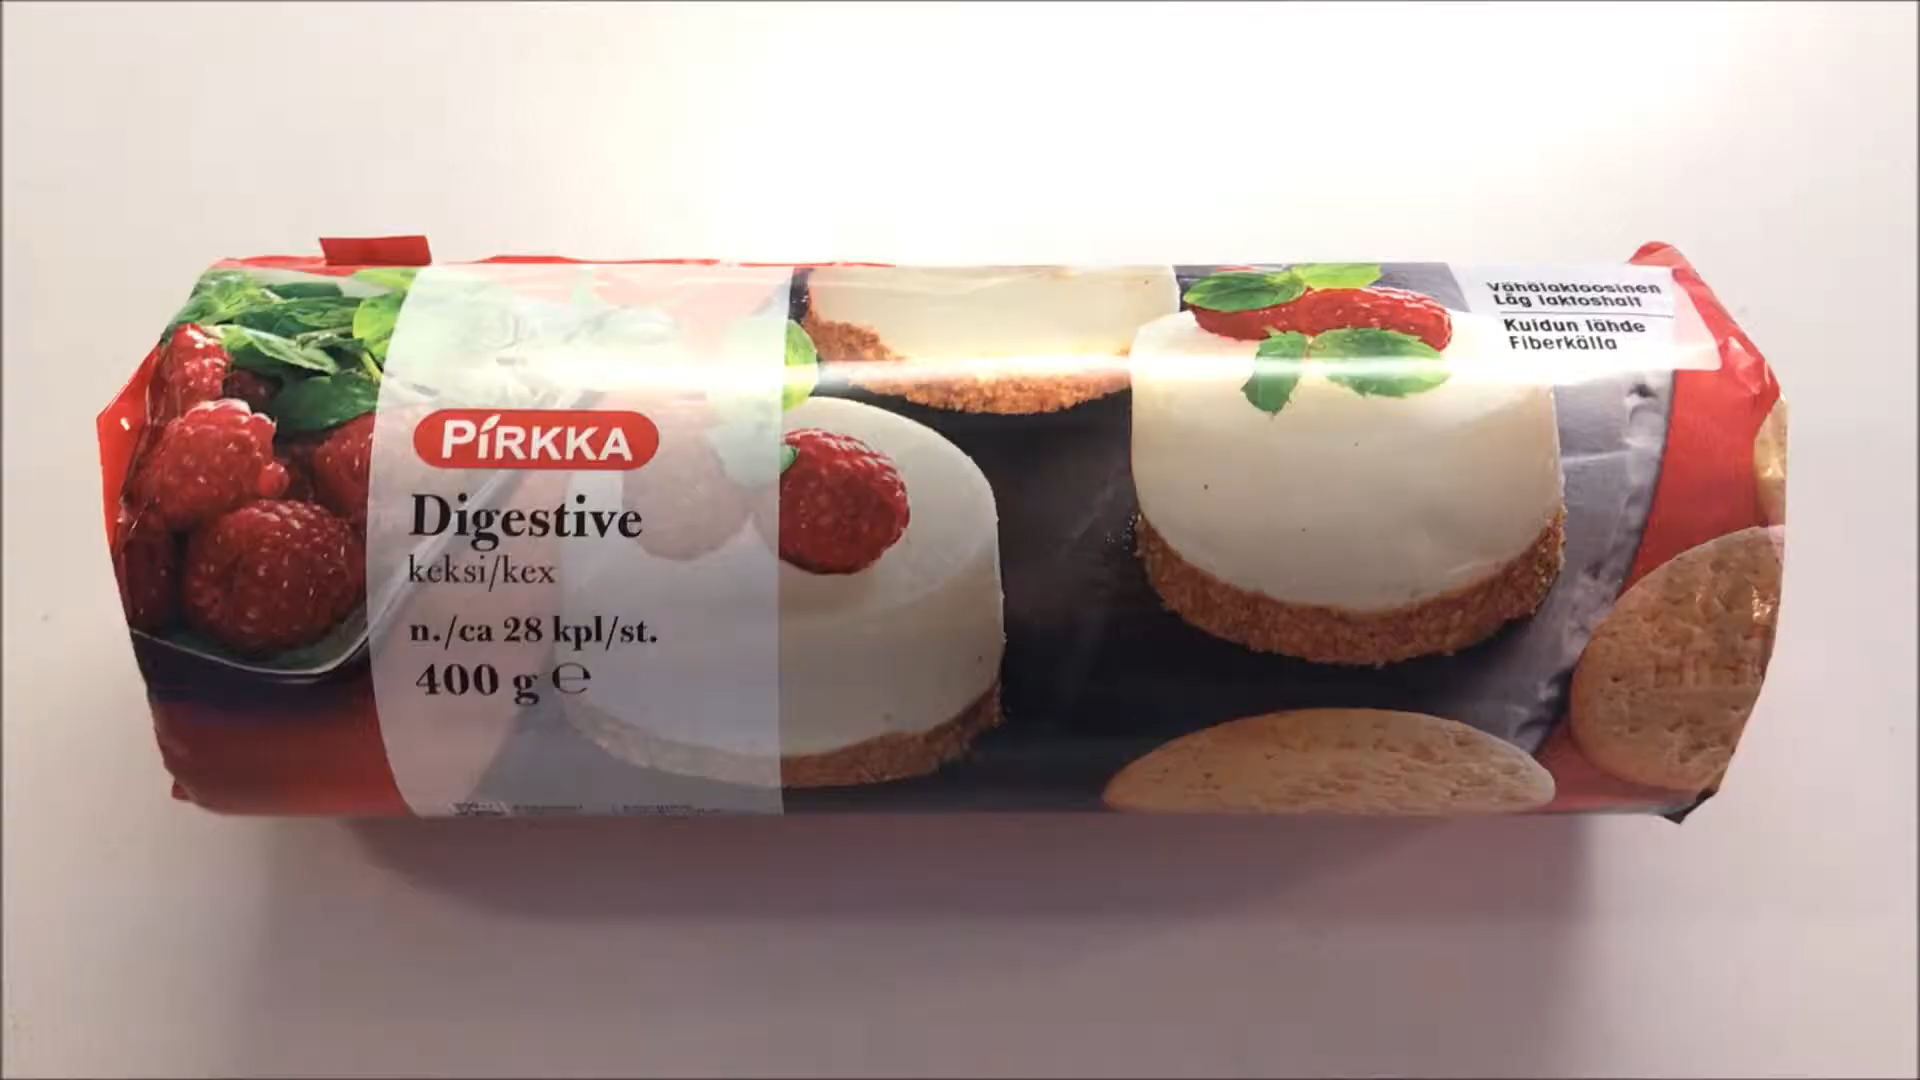 PIRKKA
Digestive
keksi/kex
n./ca 28 kpl/st.
400 g ℮
Vähälaktoosinen
Låg laktoshalt
Kuidun lähde
Fiberkälla